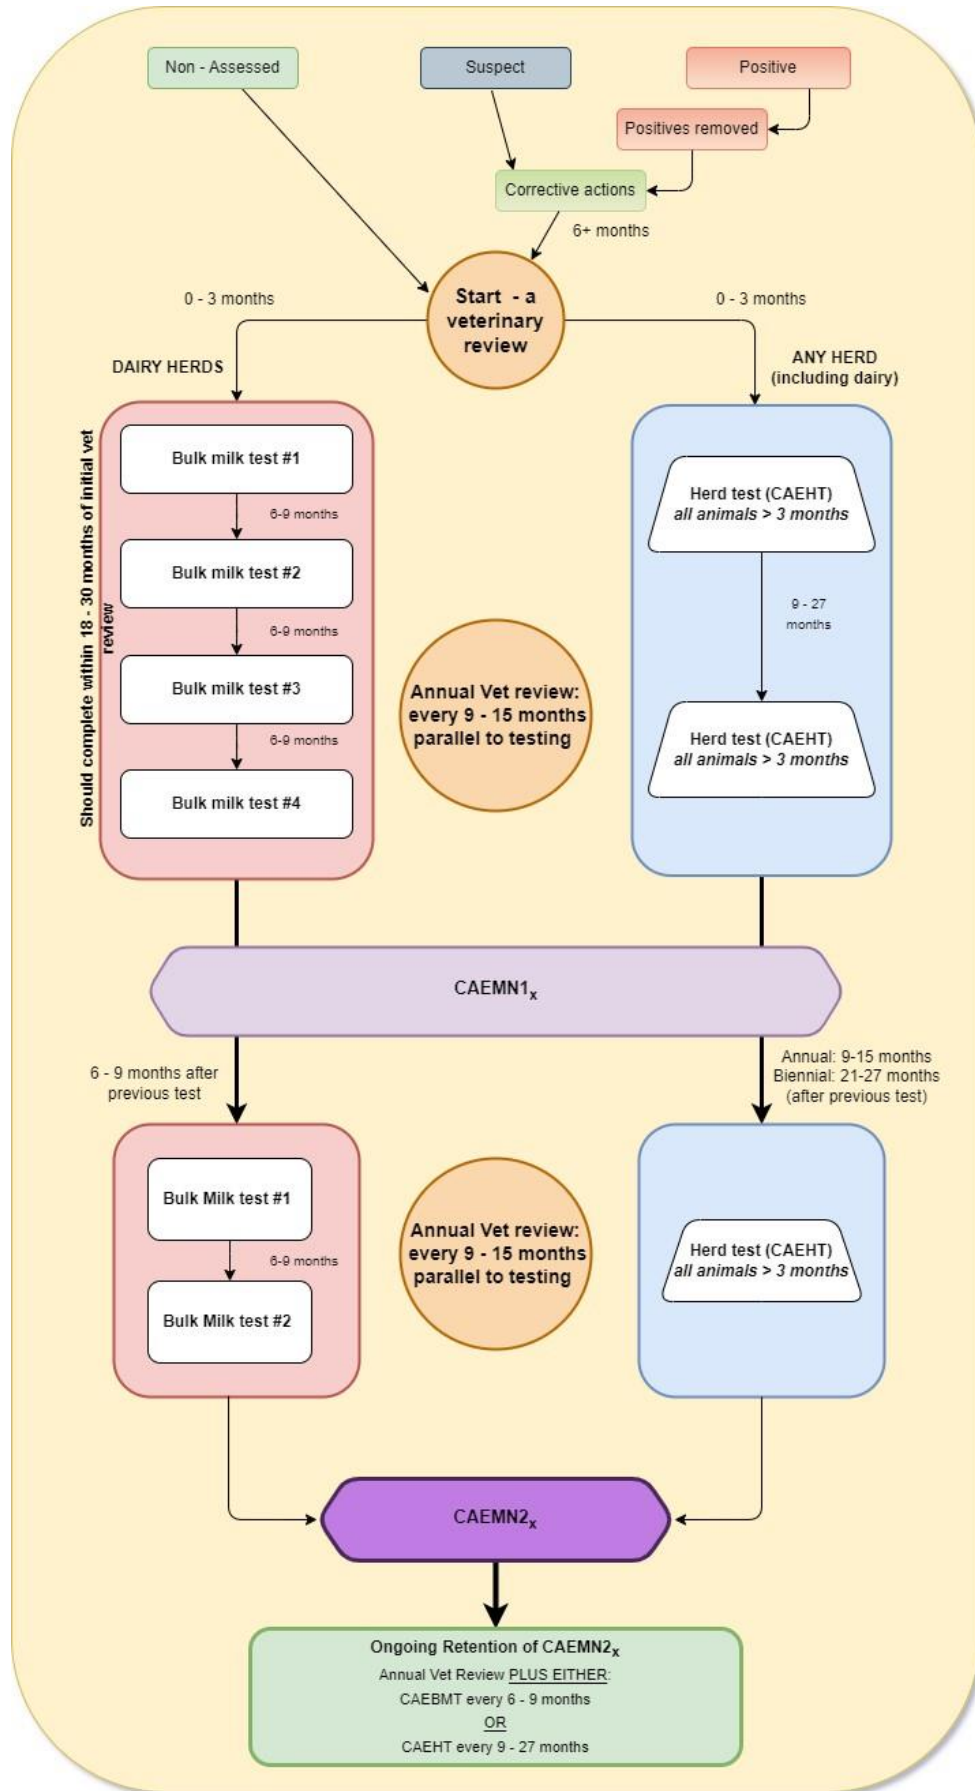 Non - Assessed
Suspect
Positive
Positives removed
Corrective actions
6+ months
Start - a
veterinary
review
0 - 3 months
0 - 3 months
DAIRY HERDS
ANY HERD
(including dairy)
Should complete within 18 - 30 months of initial vet
review
Bulk milk test #1
6-9 months
Bulk milk test #2
6-9 months
Bulk milk test #3
6-9 months
Bulk milk test #4
Annual Vet review:
every 9 - 15 months
parallel to testing
Herd test (CAEHT)
all animals > 3 months
9 - 27
months
Herd test (CAEHT)
all animals > 3 months
CAEMN1x
6 - 9 months after
previous test
Annual: 9-15 months
Biennial: 21-27 months
(after previous test)
Bulk Milk test #1
6-9 months
Bulk Milk test #2
Annual Vet review:
every 9 - 15 months
parallel to testing
Herd test (CAEHT)
all animals > 3 months
CAEMN2x
Ongoing Retention of CAEMN2x
Annual Vet Review PLUS EITHER:
CAEBMT every 6 - 9 months
OR
CAEHT every 9 - 27 months